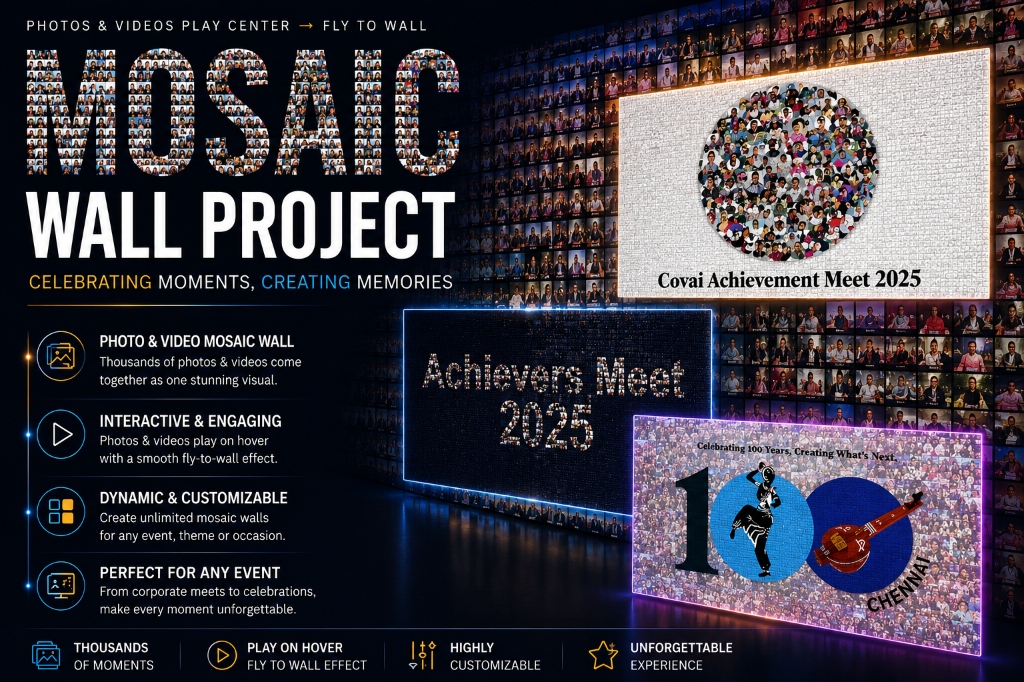 PHOTOS & VIDEOS PLAY CENTER → FLY TO WALL
MOSAIC
WALL PROJECT
CELEBRATING MOMENTS, CREATING MEMORIES
PHOTO & VIDEO MOSAIC WALL
Thousands of photos & videos come
together as one stunning visual.
INTERACTIVE & ENGAGING
Photos & videos play on hover
with a smooth fly-to-wall effect.
DYNAMIC & CUSTOMIZABLE
Create unlimited mosaic walls
for any event, theme or occasion.
PERFECT FOR ANY EVENT
From corporate meets to celebrations,
make every moment unforgettable.
Covai Achievement Meet 2025
Achievers Meet
2025
Celebrating 100 Years, Creating What's Next.
100
CHENNAI
THOUSANDS
OF MOMENTS
PLAY ON HOVER
FLY TO WALL EFFECT
HIGHLY
CUSTOMIZABLE
UNFORGETTABLE
EXPERIENCE